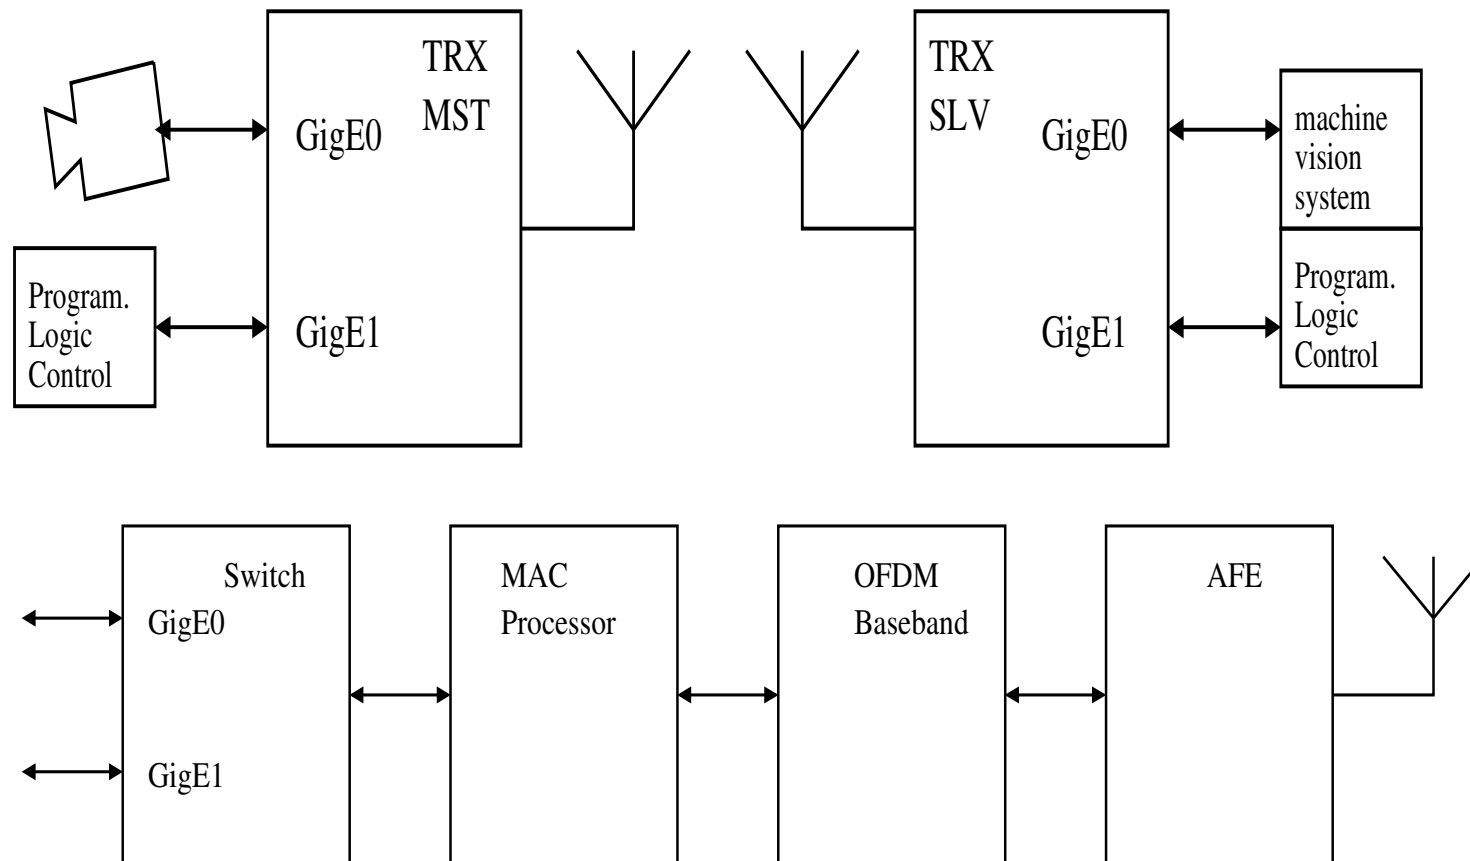 TRX
MST
GigE0
GigE1
Program.
Logic
Control
TRX
SLV
GigE0
GigE1
machine
vision
system
Program.
Logic
Control
Switch
GigE0
GigE1
MAC
Processor
OFDM
Baseband
AFE